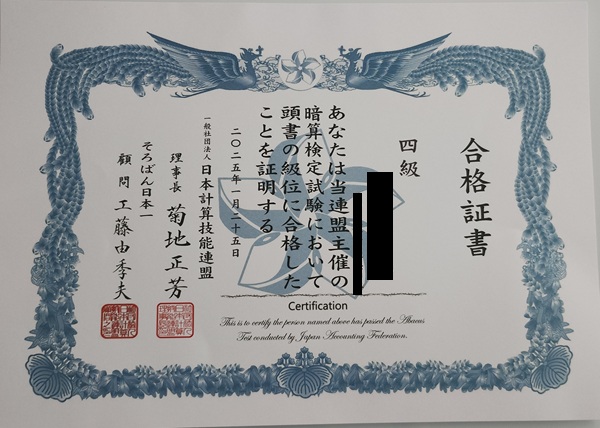 合格証書
四級
あなたは当連盟主催の
暗算検定試験において
頭書の級位に合格した
ことを証明する
二〇二五年一月二十五日
一般社団法人 日本計算技能連盟
理事長 菊地正芳
そろばん日本一
顧問 工藤由季夫
Certification
This is to certify the person named above has passed the Abacus
Test conducted by Japan Accounting Federation.